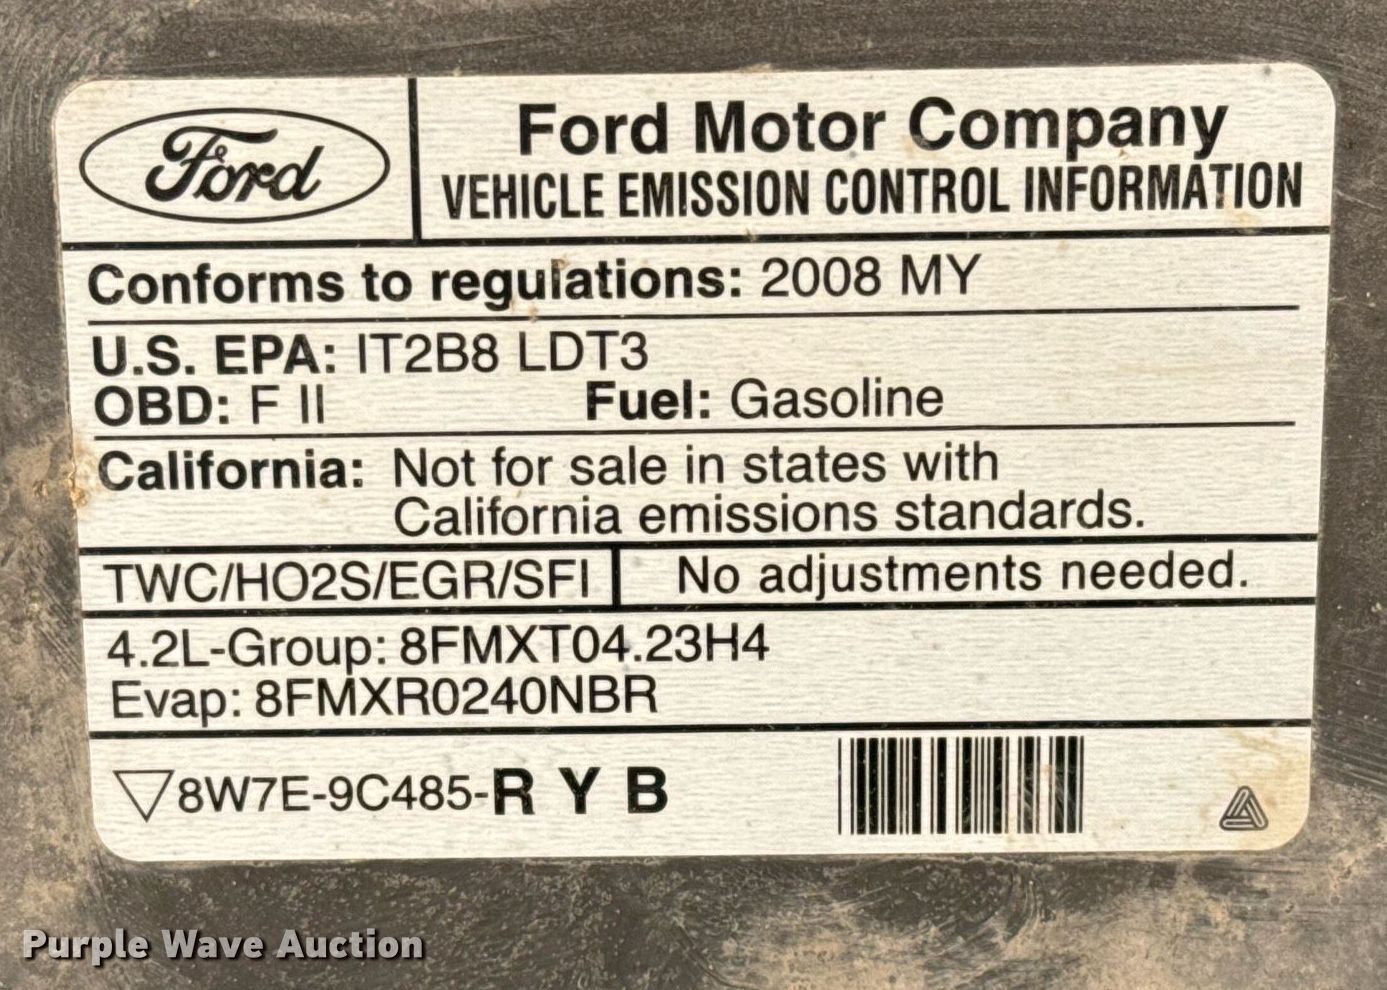 Ford
Ford Motor Company
VEHICLE EMISSION CONTROL INFORMATION
Conforms to regulations: 2008 MY
U.S. EPA: IT2B8 LDT3
OBD: F II Fuel: Gasoline
California: Not for sale in states with
California emissions standards.
TWC/HO2S/EGR/SFI No adjustments needed.
4.2L-Group: 8FMXT04.23H4
Evap: 8FMXR0240NBR
8W7E-9C485-R Y B
Purple Wave Auction